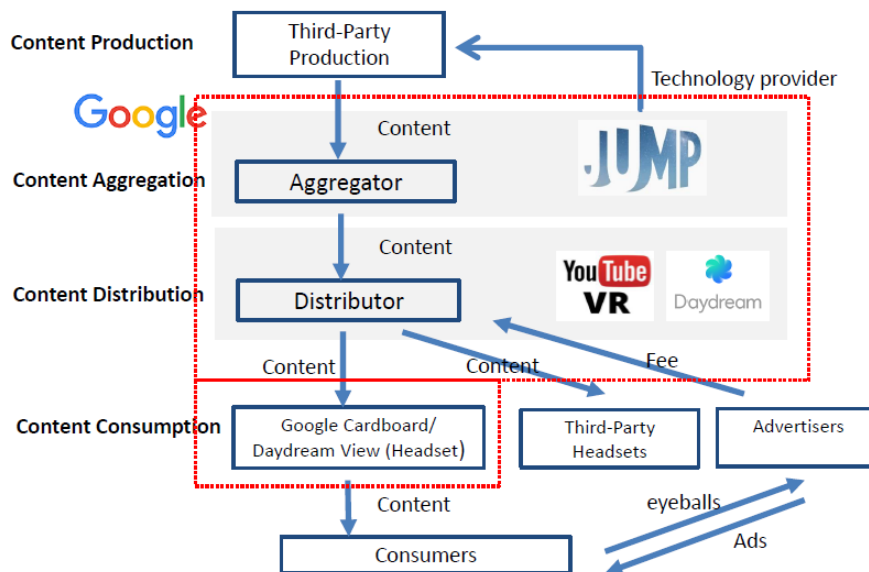 Content Production
Third-Party
Production
Technology provider
Google
Content
JUMP
Content Aggregation
Aggregator
Content
YouTube
VR
Daydream
Content Distribution
Distributor
Content
Content
Fee
Content Consumption
Google Cardboard/
Daydream View (Headset)
Third-Party
Headsets
Advertisers
Content
eyeballs
Ads
Consumers